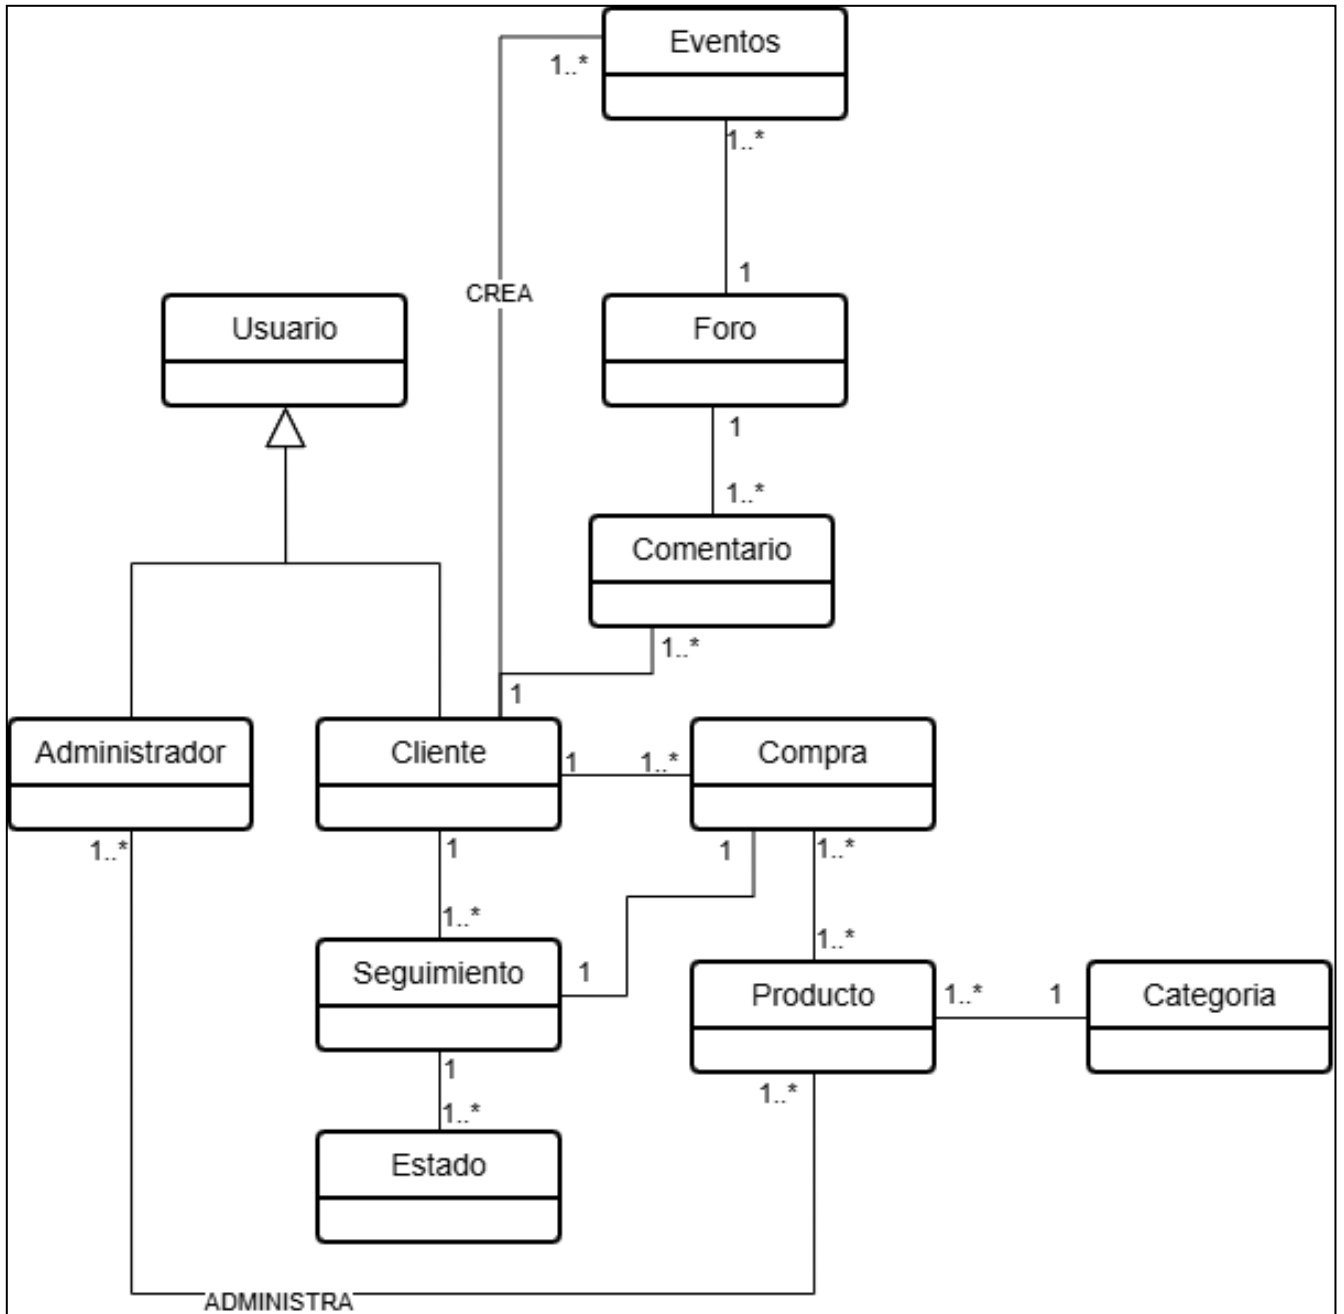 Eventos
1..*
1..*
CREA
1
Usuario
Foro
1
1..*
Comentario
1..*
1
Administrador
Cliente
1
1..*
Compra
1..*
1
1
1..*
1..*
1..*
Seguimiento
1
Producto
1..*
1
Categoria
1
1..*
1..*
Estado
ADMINISTRA